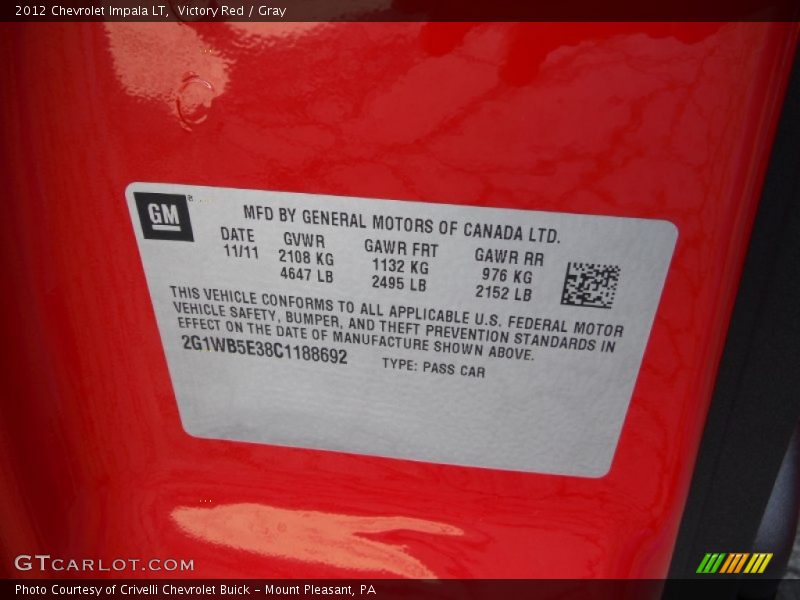 2012 Chevrolet Impala LT, Victory Red / Gray
GM
MFD BY GENERAL MOTORS OF CANADA LTD.
DATE GVWR GAWR FRT GAWR RR
11/11 2108 KG 1132 KG 976 KG
4647 LB 2495 LB 2152 LB
THIS VEHICLE CONFORMS TO ALL APPLICABLE U.S. FEDERAL MOTOR
VEHICLE SAFETY, BUMPER, AND THEFT PREVENTION STANDARDS IN
EFFECT ON THE DATE OF MANUFACTURE SHOWN ABOVE.
2G1WB5E38C1188692 TYPE: PASS CAR
GTCARLOT.COM
Photo Courtesy of Crivelli Chevrolet Buick - Mount Pleasant, PA